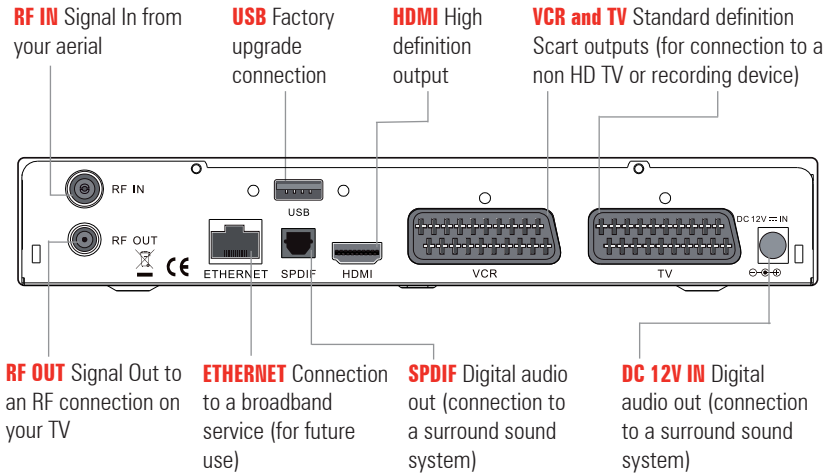 RF IN Signal In from
your aerial
USB Factory
upgrade
connection
HDMI High
definition
output
VCR and TV Standard definition
Scart outputs (for connection to a
non HD TV or recording device)
RF IN
RF OUT
USB
ETHERNET
SPDIF
HDMI
VCR
TV
DC 12V IN
CE
RF OUT Signal Out to
an RF connection on
your TV
ETHERNET Connection
to a broadband
service (for future
use)
SPDIF Digital audio
out (connection to
a surround sound
system)
DC 12V IN Digital
audio out (connection
to a surround sound
system)